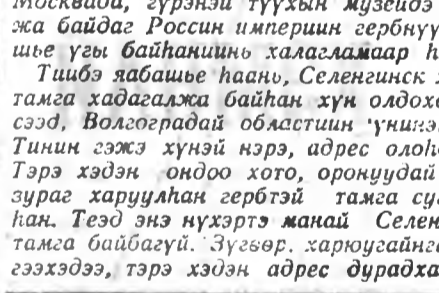 Москвада, гүрэнэй түүхын музейдэ
жа байдаг Россин империин гербнүү
шье үгы байһаниинь халагламаар һ
Тиибэ яабашье һаань, Селенгинск х
тамга хадагалжа байһан хүн олдохо
сээд, Волгоградай областиин үнинэ
Тинин гэжэ хүнэй нэрэ, адрес олоһ
Тэрэ хэдэн ондоо хото, оронуудай
зураг харуулһан гербтэй тамга су
һан. Теэд энэ нүхэртэ манай Селен
тамга байбагүй. Зүгөөр, харюугайнг
гээхэдээ, тэрэ хэдэн адрес дурадха